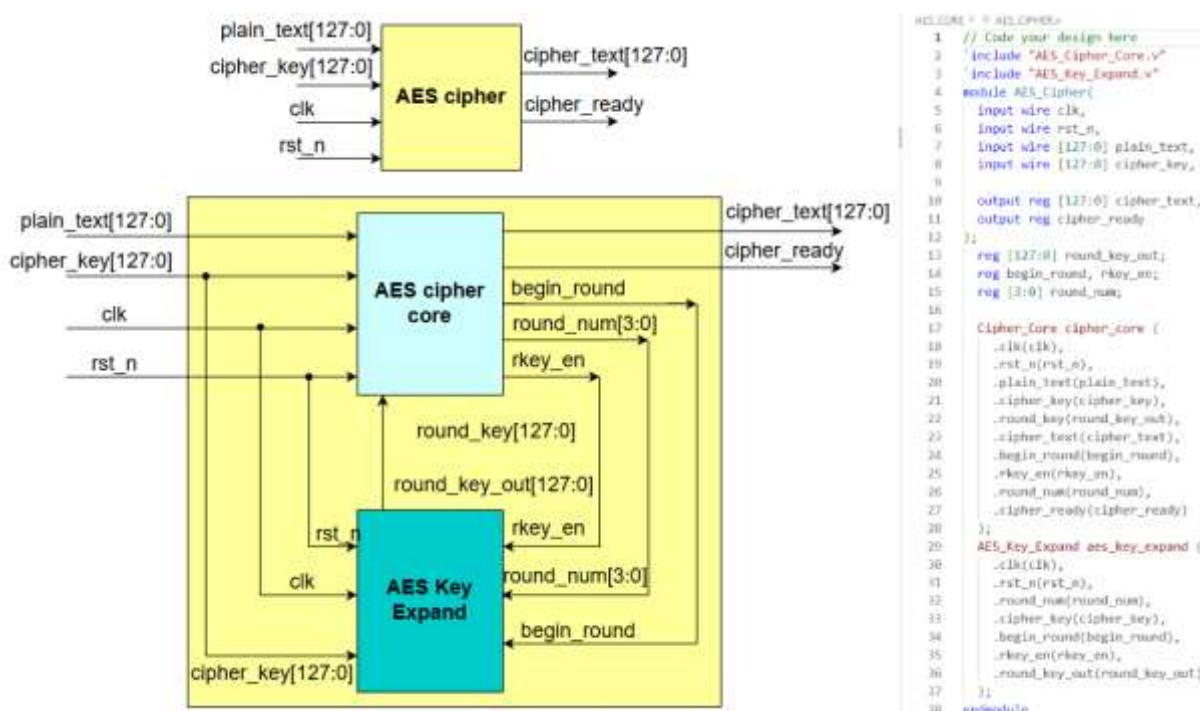 plain_text[127:0]
cipher_key[127:0]
clk
rst_n
AES cipher
cipher_text[127:0]
cipher_ready
plain_text[127:0]
cipher_key[127:0]
clk
rst_n
AES cipher
core
cipher_text[127:0]
cipher_ready
begin_round
round_num[3:0]
rkey_en
round_key[127:0]
round_key_out[127:0]
rst_n
clk
cipher_key[127:0]
AES Key
Expand
rkey_en
round_num[3:0]
begin_round
1 // Code your design here
2 `include "AES_Cipher_Core.v"
3 `include "AES_Key_Expand.v"
4 module AES_Cipher(
5 input wire clk,
6 input wire rst_n,
7 input wire [127:0] plain_text,
8 input wire [127:0] cipher_key,
9
10 output reg [127:0] cipher_text,
11 output reg cipher_ready
12 );
13 reg [127:0] round_key_out;
14 reg begin_round, rkey_en;
15 reg [3:0] round_num;
16
17 Cipher_Core cipher_core (
18 .clk(clk),
19 .rst_n(rst_n),
20 .plain_text(plain_text),
21 .cipher_key(cipher_key),
22 .round_key(round_key_out),
23 .cipher_text(cipher_text),
24 .begin_round(begin_round),
25 .rkey_en(rkey_en),
26 .round_num(round_num),
27 .cipher_ready(cipher_ready)
28 );
29 AES_Key_Expand aes_key_expand (
30 .clk(clk),
31 .rst_n(rst_n),
32 .round_num(round_num),
33 .cipher_key(cipher_key),
34 .begin_round(begin_round),
35 .rkey_en(rkey_en),
36 .round_key_out(round_key_out)
37 );
38 endmodule